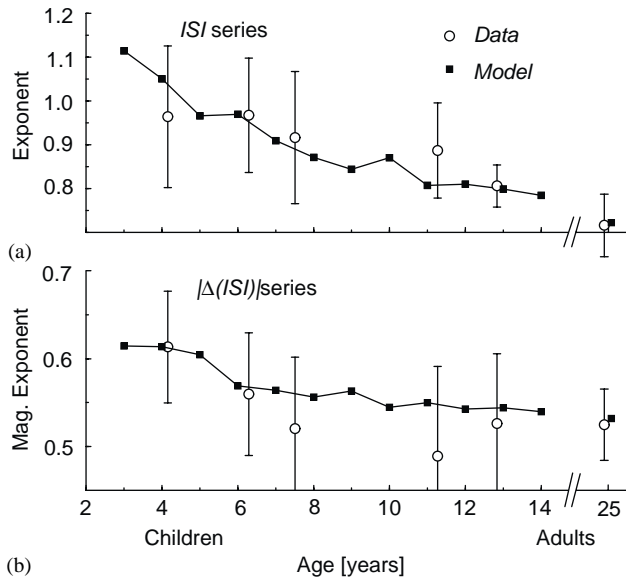 ISI series
Data
Model
Exponent
1.2
1.1
1.0
0.9
0.8
(a)
|Δ(ISI)|series
Mag. Exponent
0.7
0.6
0.5
2 4 6 8 10 12 14 25
Children Adults
Age [years]
(b)